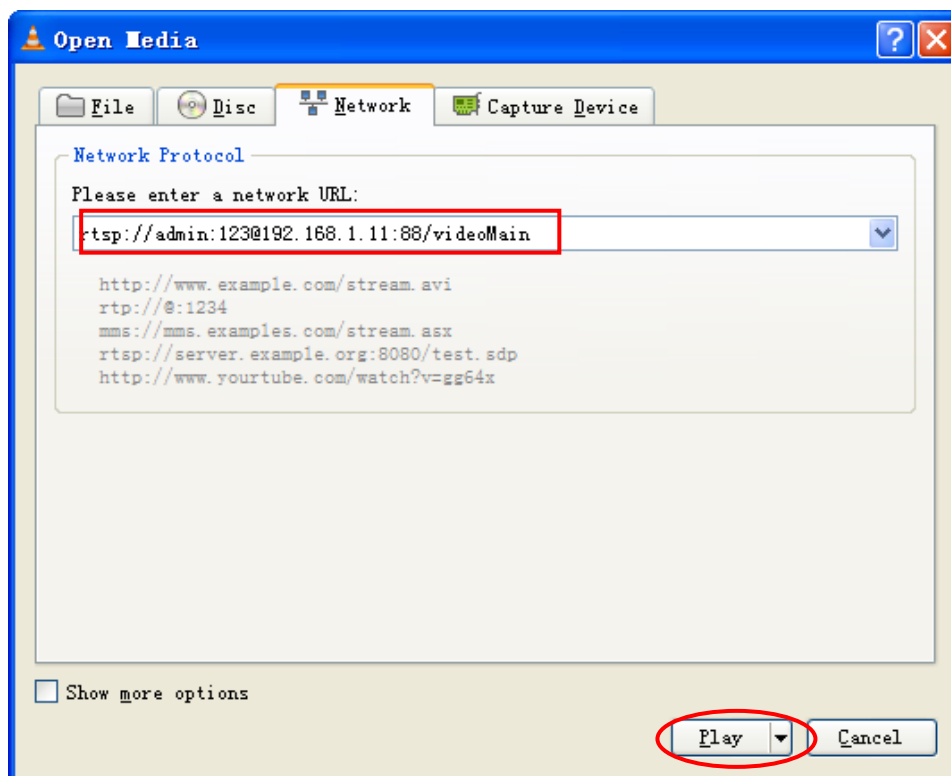 Open Media
File Disc Network Capture Device
Network Protocol
Please enter a network URL:
rtsp://admin:123@192.168.1.11:88/videoMain
http://www.example.com/stream.avi
rtp://@:1234
mms://mms.examples.com/stream.asx
rtsp://server.example.org:8080/test.sdp
http://www.yourtube.com/watch?v=gg64x
Show more options
Play Cancel